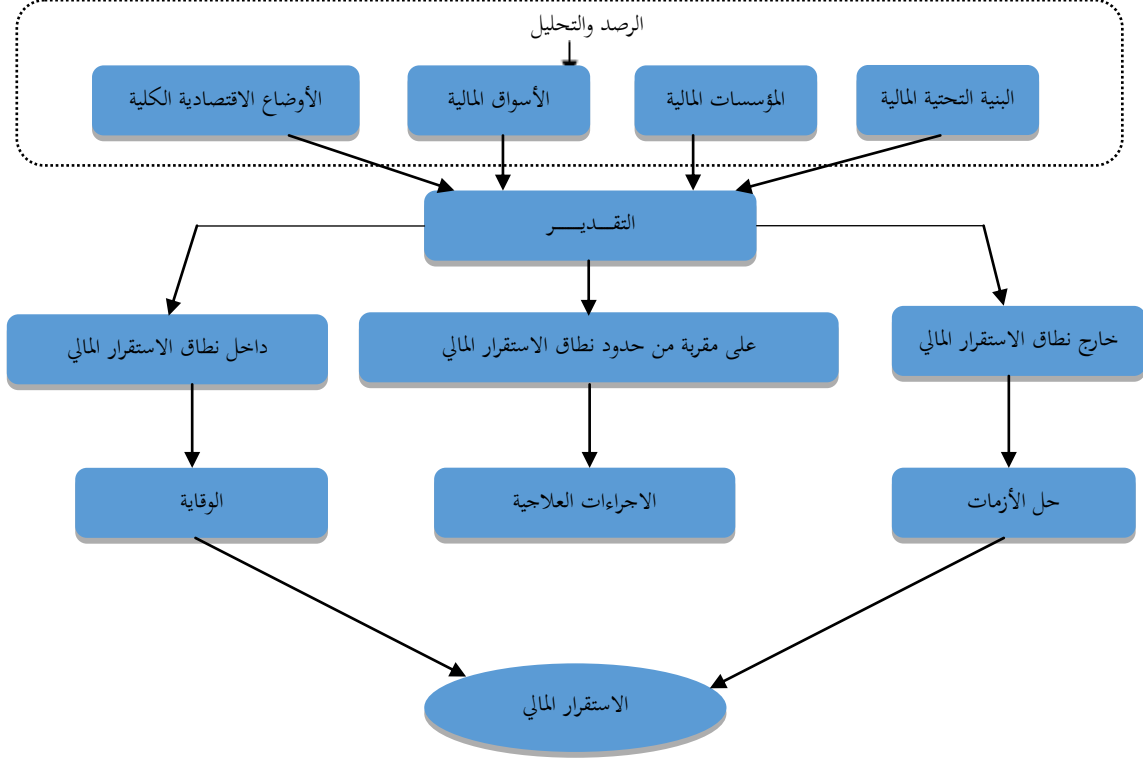 الرصد والتحليل
البنية التحتية المالية
المؤسسات المالية
الأسواق المالية
الأوضاع الاقتصادية الكلية
التقـــديـــــــر
خارج نطاق الاستقرار المالي
على مقربة من حدود نطاق الاستقرار المالي
داخل نطاق الاستقرار المالي
حل الأزمات
الاجراءات العلاجية
الوقاية
الاستقرار المالي